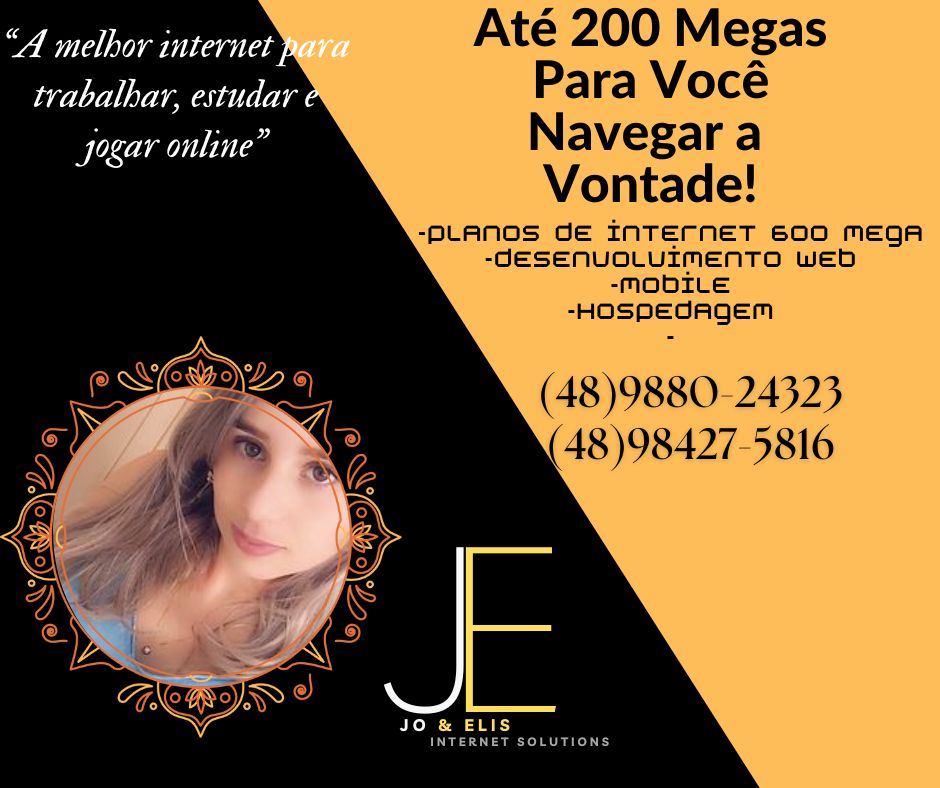 “A melhor internet para
trabalhar, estudar e
jogar online”
Até 200 Megas
Para Você
Navegar a
Vontade!
-PLANOS DE INTERNET 600 MEGA
-DESENVOLVIMENTO WEB
-MOBILE
-HOSPEDAGEM
-
(48)9880-24323
(48)98427-5816
JE
JO & ELIS
INTERNET SOLUTIONS